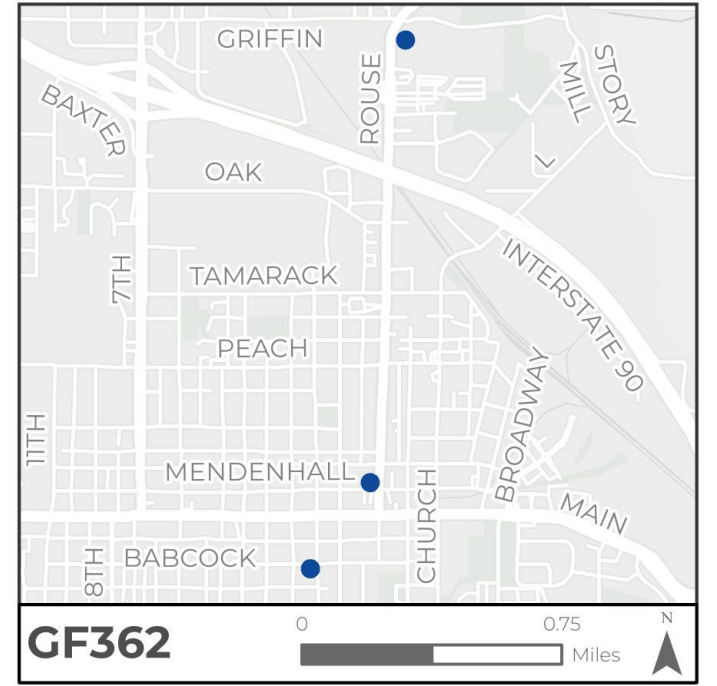 GRIFFIN
ROUSE
STORY
MILL
BAXTER
OAK
L
INTERSTATE 90
7TH
TAMARACK
PEACH
11TH
BROADWAY
MENDENHALL
CHURCH
MAIN
8TH
BABCOCK
GF362
0 0.75
Miles
N